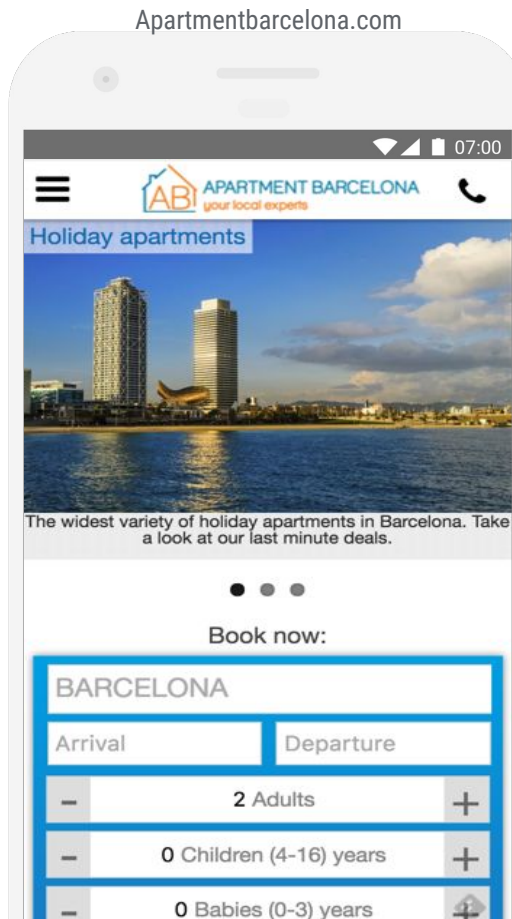 Apartmentbarcelona.com
07:00
AB APARTMENT BARCELONA
your local experts
Holiday apartments
The widest variety of holiday apartments in Barcelona. Take
a look at our last minute deals.
Book now:
BARCELONA
Arrival Departure
- 2 Adults +
- 0 Children (4-16) years +
- 0 Babies (0-3) years +